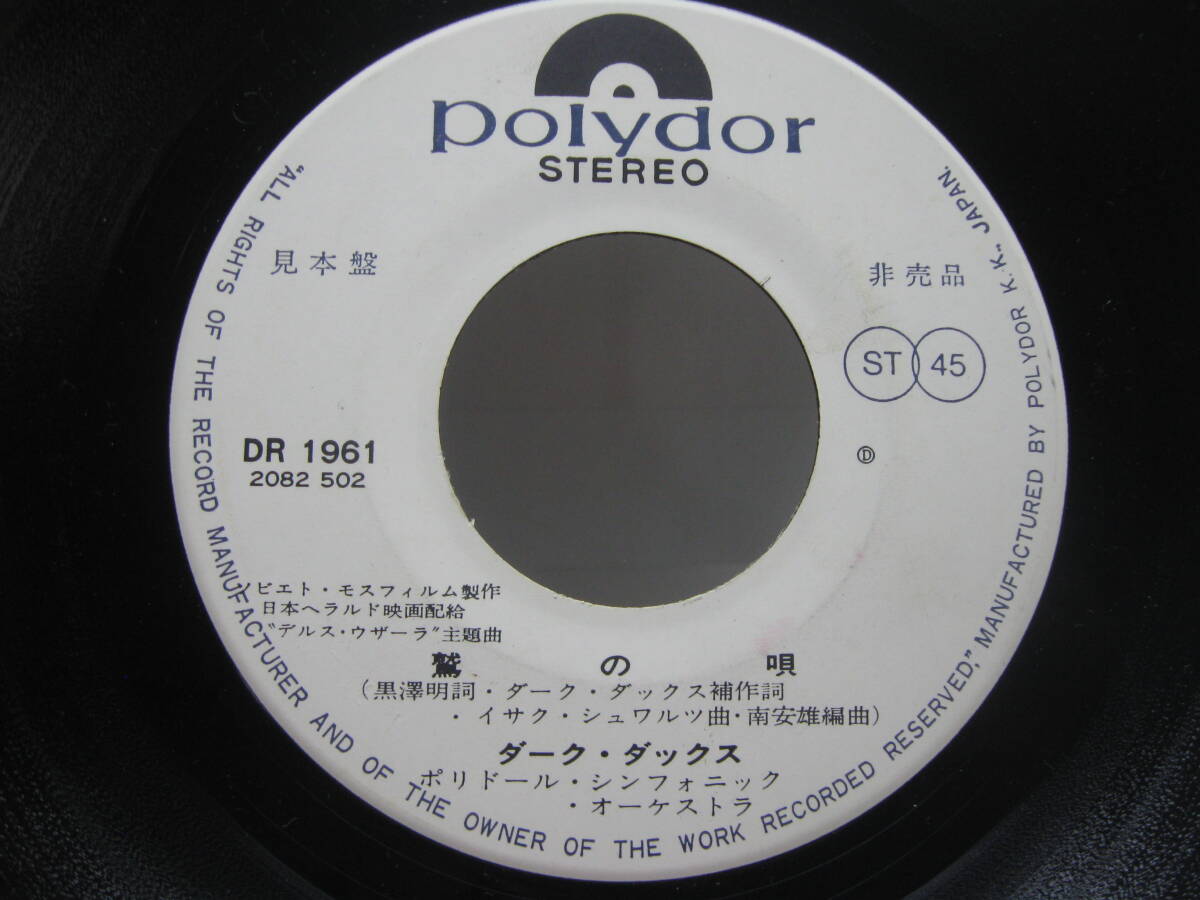 polydor
STEREO
見本盤
非売品
ST 45
DR 1961
2082 502
Ⓓ
ソビエト・モスフィルム製作
日本ヘラルド映画配給
〝デルス・ウザーラ〟主題曲
鷲の唄
(黒澤明詞・ダーク・ダックス補作詞
・イサク・シュワルツ曲・南安雄編曲)
ダーク・ダックス
ポリドール・シンフォニック
・オーケストラ
"ALL RIGHTS OF THE RECORD MANUFACTURER AND OF THE OWNER OF THE WORK RECORDED RESERVED," MANUFACTURED BY POLYDOR K.K., JAPAN.